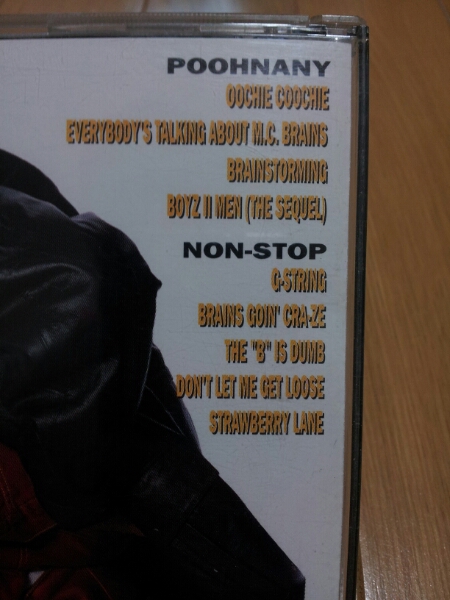 POOHNANY
OOCHIE COOCHIE
EVERYBODY'S TALKING ABOUT M.C. BRAINS
BRAINSTORMING
BOYZ II MEN (THE SEQUEL)
NON-STOP
G-STRING
BRAINS GOIN' CRA-ZE
THE "B" IS DUMB
DON'T LET ME GET LOOSE
STRAWBERRY LANE